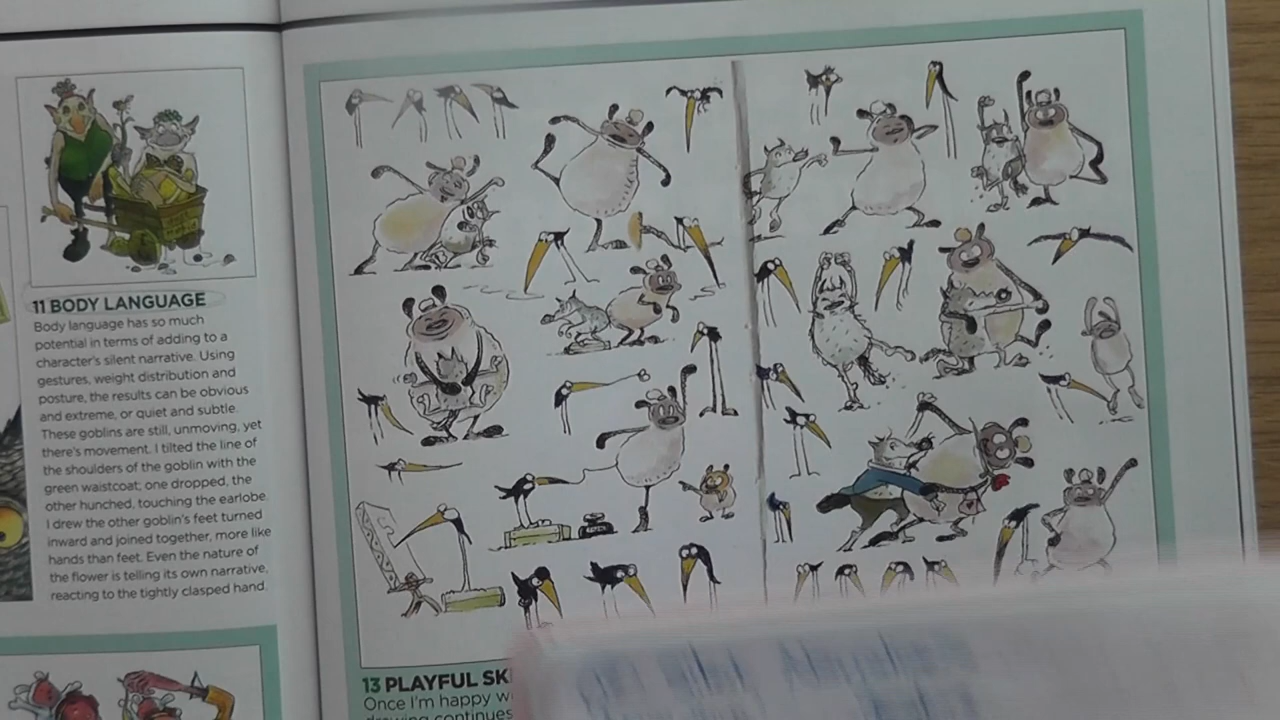 11 BODY LANGUAGE
Body language has so much
potential in terms of adding to a
character's silent narrative. Using
gestures, weight distribution and
posture, the results can be obvious
and extreme, or quiet and subtle.
These goblins are still, unmoving, yet
there's movement. I tilted the line of
the shoulders of the goblin with the
green waistcoat; one dropped, the
other hunched, touching the earlobe.
I drew the other goblin's feet turned
inward and joined together, more like
hands than feet. Even the nature of
the flower is telling its own narrative,
reacting to the tightly clasped hand.
13 PLAYFUL SK
Once I'm happy w
drawing continues